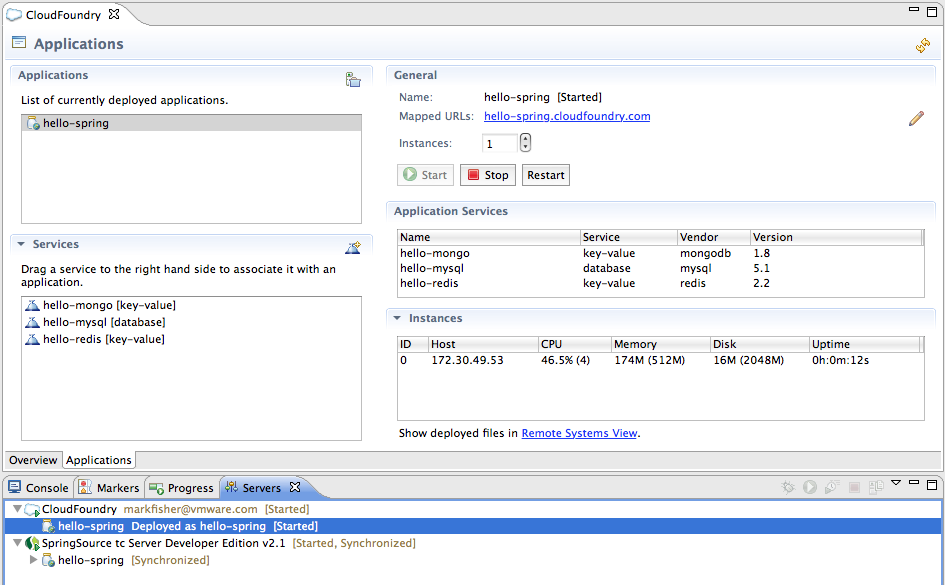 CloudFoundry
Applications
Applications
List of currently deployed applications.
hello-spring
Services
Drag a service to the right hand side to associate it with an
application.
hello-mongo [key-value]
hello-mysql [database]
hello-redis [key-value]
General
Name: hello-spring [Started]
Mapped URLs: hello-spring.cloudfoundry.com
Instances: 1
Start Stop Restart
Application Services
Name Service Vendor Version
hello-mongo key-value mongodb 1.8
hello-mysql database mysql 5.1
hello-redis key-value redis 2.2
Instances
ID Host CPU Memory Disk Uptime
0 172.30.49.53 46.5% (4) 174M (512M) 16M (2048M) 0h:0m:12s
Show deployed files in Remote Systems View.
Overview Applications
Console Markers Progress Servers
CloudFoundry markfisher@vmware.com [Started]
hello-spring Deployed as hello-spring [Started]
SpringSource tc Server Developer Edition v2.1 [Started, Synchronized]
hello-spring [Synchronized]